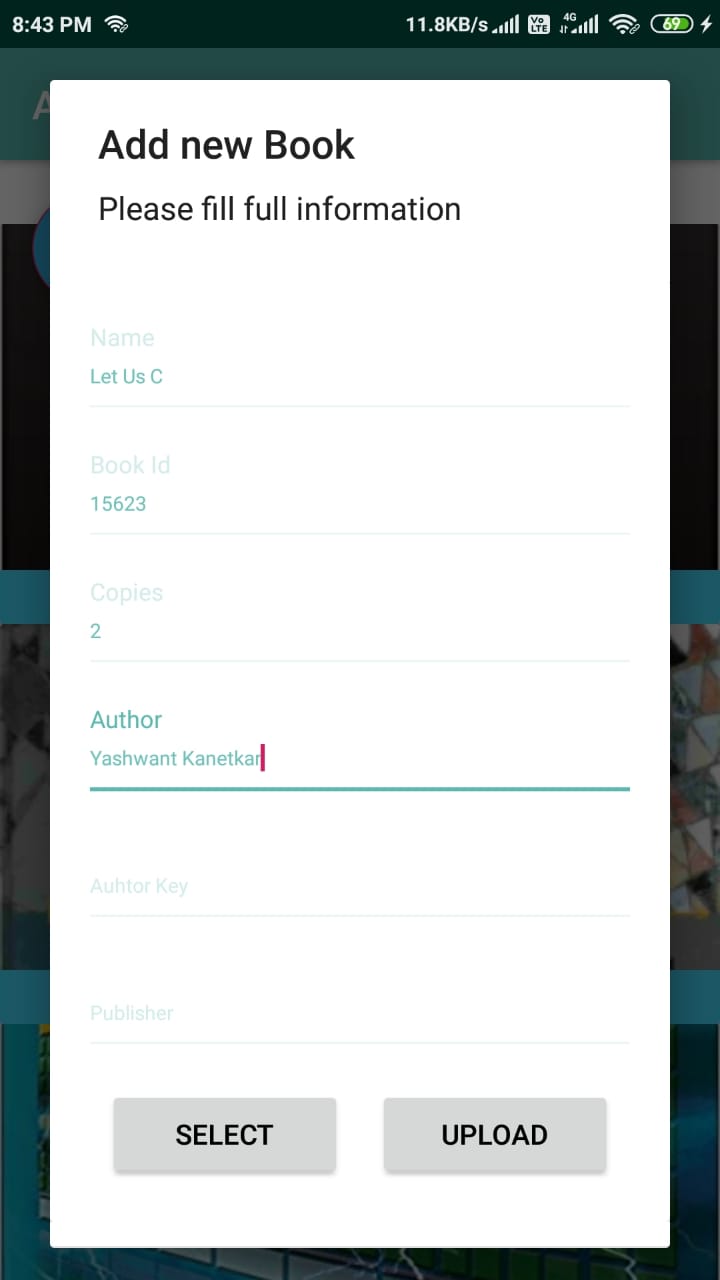 8:43 PM 11.8KB/s Vo LTE 4G 69
A
Add new Book
Please fill full information
Name
Let Us C
Book Id
15623
Copies
2
Author
Yashwant Kanetkar
Auhtor Key
Publisher
SELECT UPLOAD